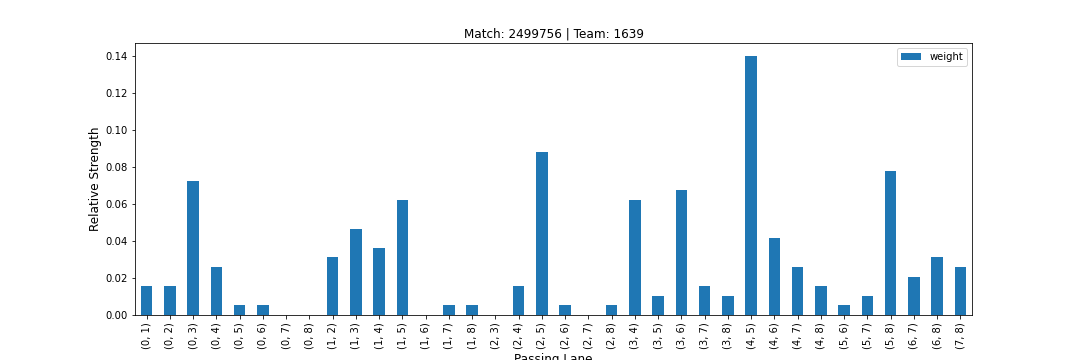 Match: 2499756 | Team: 1639
weight
Relative Strength
0.14
0.12
0.10
0.08
0.06
0.04
0.02
0.00
(0, 1) (0, 2) (0, 3) (0, 4) (0, 5) (0, 6) (0, 7) (0, 8) (1, 2) (1, 3) (1, 4) (1, 5) (1, 6) (1, 7) (1, 8) (2, 3) (2, 4) (2, 5) (2, 6) (2, 7) (2, 8) (3, 4) (3, 5) (3, 6) (3, 7) (3, 8) (4, 5) (4, 6) (4, 7) (4, 8) (5, 6) (5, 7) (5, 8) (6, 7) (6, 8) (7, 8)
Passing Lane